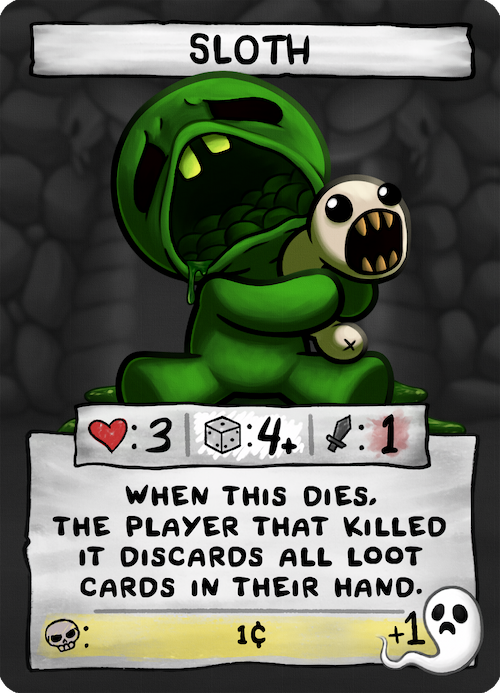 SLOTH
:3 :4+ :1
WHEN THIS DIES,
THE PLAYER THAT KILLED
IT DISCARDS ALL LOOT
CARDS IN THEIR HAND.
: 1¢ +1